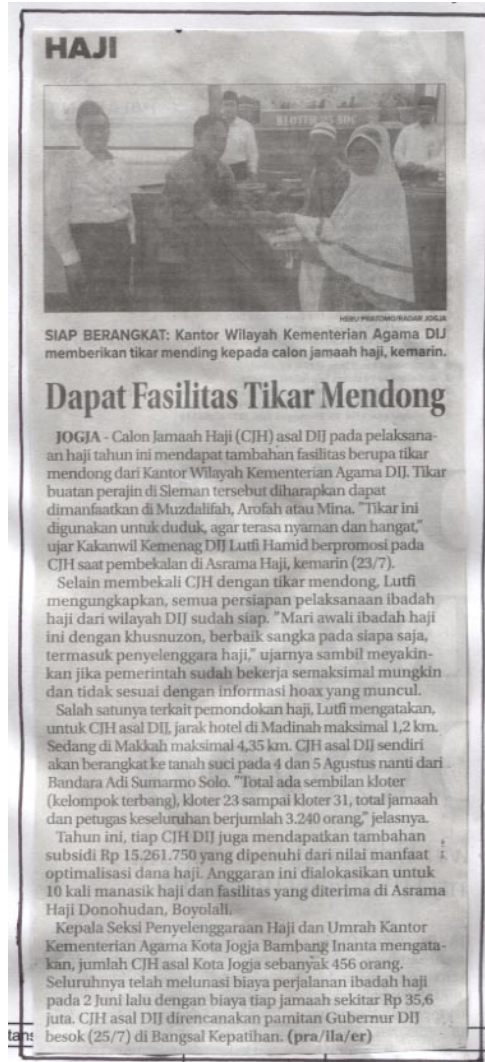 HAJI
KLOTER 25 SOC
HERU PRATOMO/RADAR JOGJA
SIAP BERANGKAT: Kantor Wilayah Kementerian Agama DIJ
memberikan tikar mending kepada calon jamaah haji, kemarin.
Dapat Fasilitas Tikar Mendong
JOGJA - Calon Jamaah Haji (CJH) asal DIJ pada pelaksana-
an haji tahun ini mendapat tambahan fasilitas berupa tikar
mendong dari Kantor Wilayah Kementerian Agama DIJ. Tikar
buatan perajin di Sleman tersebut diharapkan dapat
dimanfaatkan di Muzdalifah, Arofah atau Mina. "Tikar ini
digunakan untuk duduk, agar terasa nyaman dan hangat,"
ujar Kakanwil Kemenag DIJ Lutfi Hamid berpromosi pada
CJH saat pembekalan di Asrama Haji, kemarin (23/7).
Selain membekali CJH dengan tikar mendong, Lutfi
mengungkapkan, semua persiapan pelaksanaan ibadah
haji dari wilayah DIJ sudah siap. "Mari awali ibadah haji
ini dengan khusnuzon, berbaik sangka pada siapa saja,
termasuk penyelenggara haji," ujarnya sambil meyakin-
kan jika pemerintah sudah bekerja semaksimal mungkin
dan tidak sesuai dengan informasi hoax yang muncul.
Salah satunya terkait pemondokan haji, Lutfi mengatakan,
untuk CJH asal DIJ, jarak hotel di Madinah maksimal 1,2 km.
Sedang di Makkah maksimal 4,35 km. CJH asal DIJ sendiri
akan berangkat ke tanah suci pada 4 dan 5 Agustus nanti dari
Bandara Adi Sumarmo Solo. "Total ada sembilan kloter
(kelompok terbang), kloter 23 sampai kloter 31, total jamaah
dan petugas keseluruhan berjumlah 3.240 orang," jelasnya.
Tahun ini, tiap CJH DIJ juga mendapatkan tambahan
subsidi Rp 15.261.750 yang dipenuhi dari nilai manfaat
optimalisasi dana haji. Anggaran ini dialokasikan untuk
10 kali manasik haji dan fasilitas yang diterima di Asrama
Haji Donohudan, Boyolali.
Kepala Seksi Penyelenggaraan Haji dan Umrah Kantor
Kementerian Agama Kota Jogja Bambang Inanta mengata-
kan, jumlah CJH asal Kota Jogja sebanyak 456 orang.
Seluruhnya telah melunasi biaya perjalanan ibadah haji
pada 2 Juni lalu dengan biaya tiap jamaah sekitar Rp 35,6
juta. CJH asal DIJ direncanakan pamitan Gubernur DIJ
besok (25/7) di Bangsal Kepatihan. (pra/ila/er)